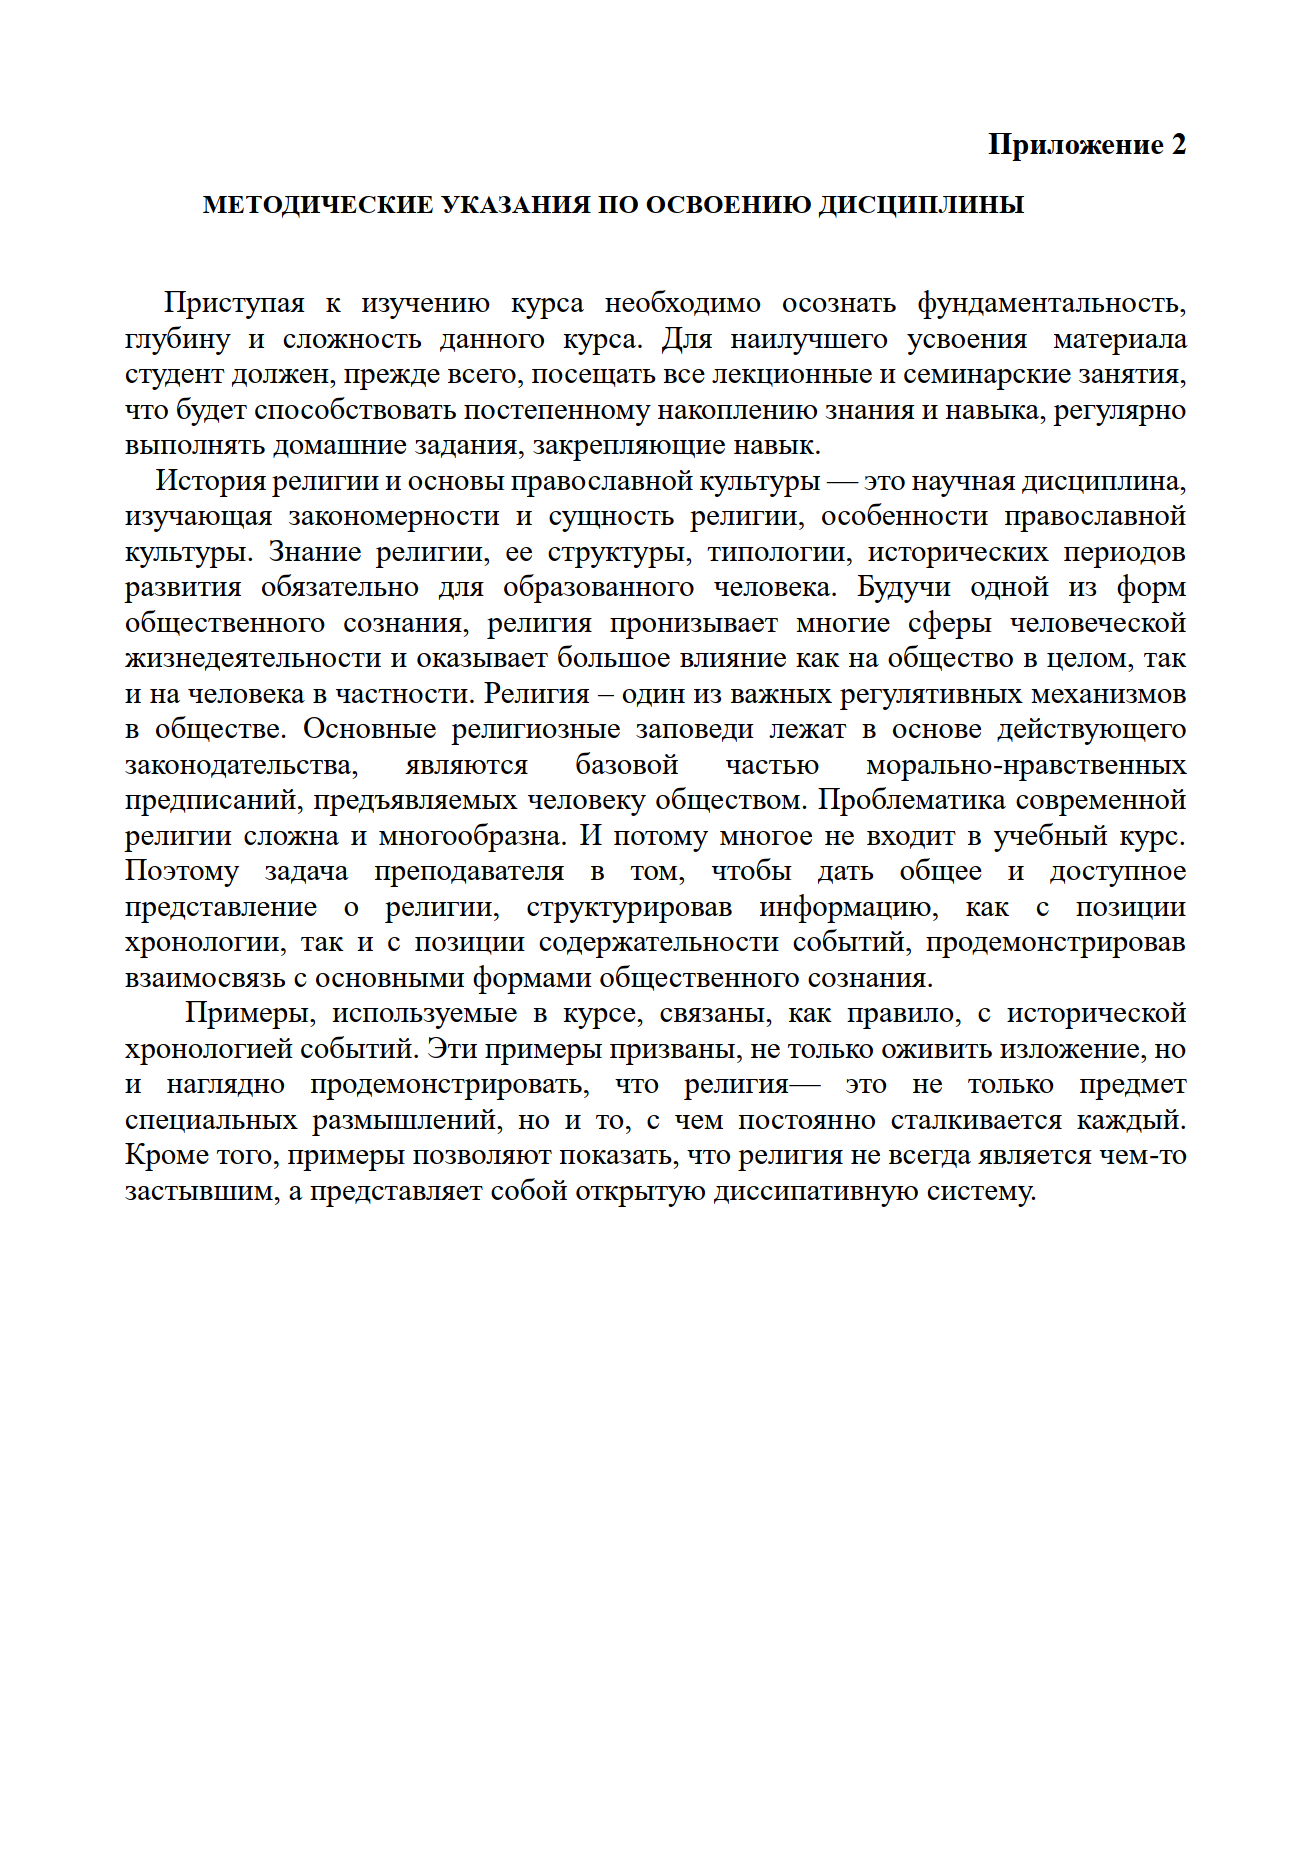 Приложение 2
МЕТОДИЧЕСКИЕ УКАЗАНИЯ ПО ОСВОЕНИЮ ДИСЦИПЛИНЫ
Приступая к изучению курса необходимо осознать фундаментальность,
глубину и сложность данного курса. Для наилучшего усвоения материала
студент должен, прежде всего, посещать все лекционные и семинарские занятия,
что будет способствовать постепенному накоплению знания и навыка, регулярно
выполнять домашние задания, закрепляющие навык.
История религии и основы православной культуры — это научная дисциплина,
изучающая закономерности и сущность религии, особенности православной
культуры. Знание религии, ее структуры, типологии, исторических периодов
развития обязательно для образованного человека. Будучи одной из форм
общественного сознания, религия пронизывает многие сферы человеческой
жизнедеятельности и оказывает большое влияние как на общество в целом, так
и на человека в частности. Религия – один из важных регулятивных механизмов
в обществе. Основные религиозные заповеди лежат в основе действующего
законодательства, являются базовой частью морально-нравственных
предписаний, предъявляемых человеку обществом. Проблематика современной
религии сложна и многообразна. И потому многое не входит в учебный курс.
Поэтому задача преподавателя в том, чтобы дать общее и доступное
представление о религии, структурировав информацию, как с позиции
хронологии, так и с позиции содержательности событий, продемонстрировав
взаимосвязь с основными формами общественного сознания.
Примеры, используемые в курсе, связаны, как правило, с исторической
хронологией событий. Эти примеры призваны, не только оживить изложение, но
и наглядно продемонстрировать, что религия— это не только предмет
специальных размышлений, но и то, с чем постоянно сталкивается каждый.
Кроме того, примеры позволяют показать, что религия не всегда является чем-то
застывшим, а представляет собой открытую диссипативную систему.